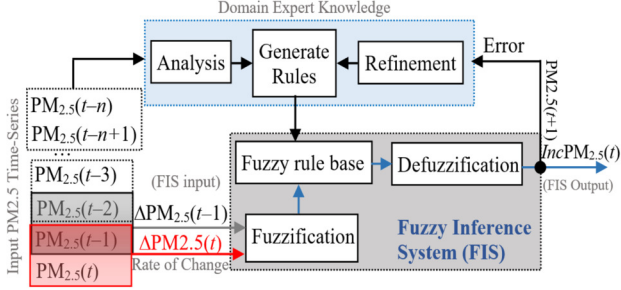 Domain Expert Knowledge
Analysis
Generate
Rules
Refinement
Error
Input PM2.5 Time-Series
PM₂.₅(t–n)
PM₂.₅(t–n+1)
...
PM₂.₅(t–3)
PM₂.₅(t–2)
PM₂.₅(t–1)
PM₂.₅(t)
(FIS input)
ΔPM₂.₅(t–1)
ΔPM2.5(t)
Rate of Change
Fuzzy rule base
Defuzzification
Fuzzification
Fuzzy Inference
System (FIS)
PM2.5(t+1)
IncPM₂.₅(t)
(FIS Output)